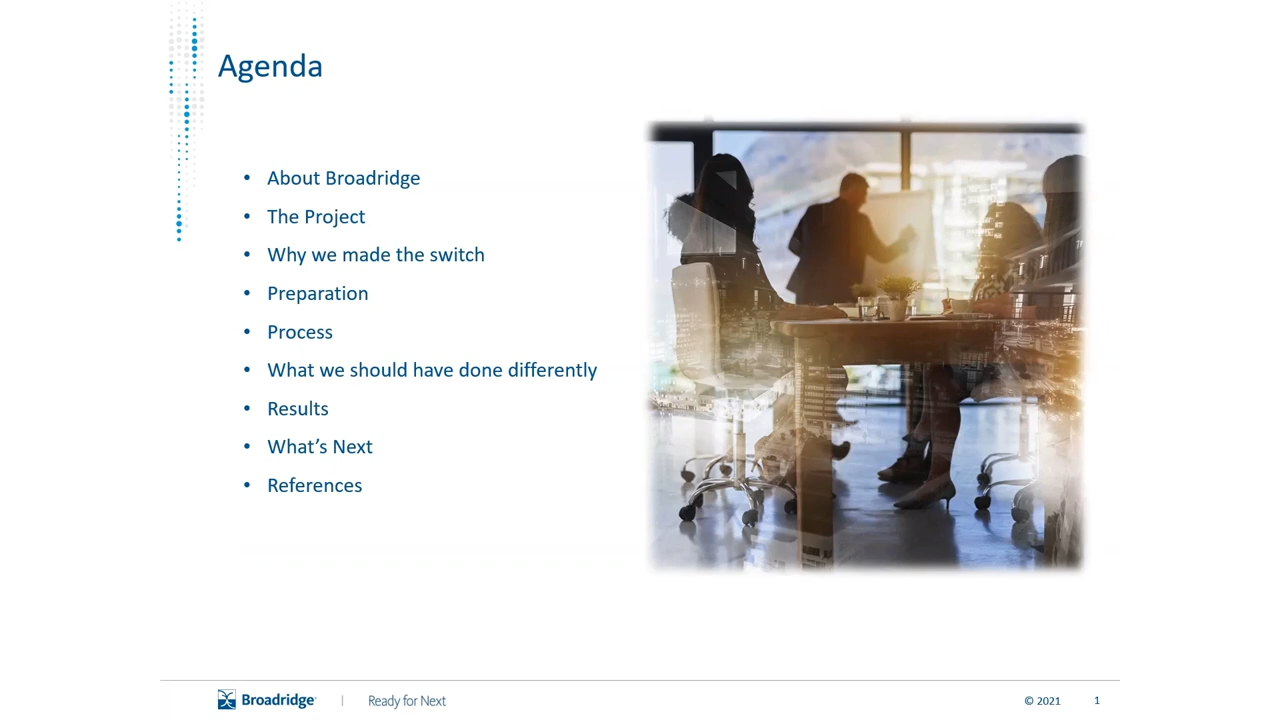 Agenda
• About Broadridge
• The Project
• Why we made the switch
• Preparation
• Process
• What we should have done differently
• Results
• What’s Next
• References
Broadridge | Ready for Next © 2021 1